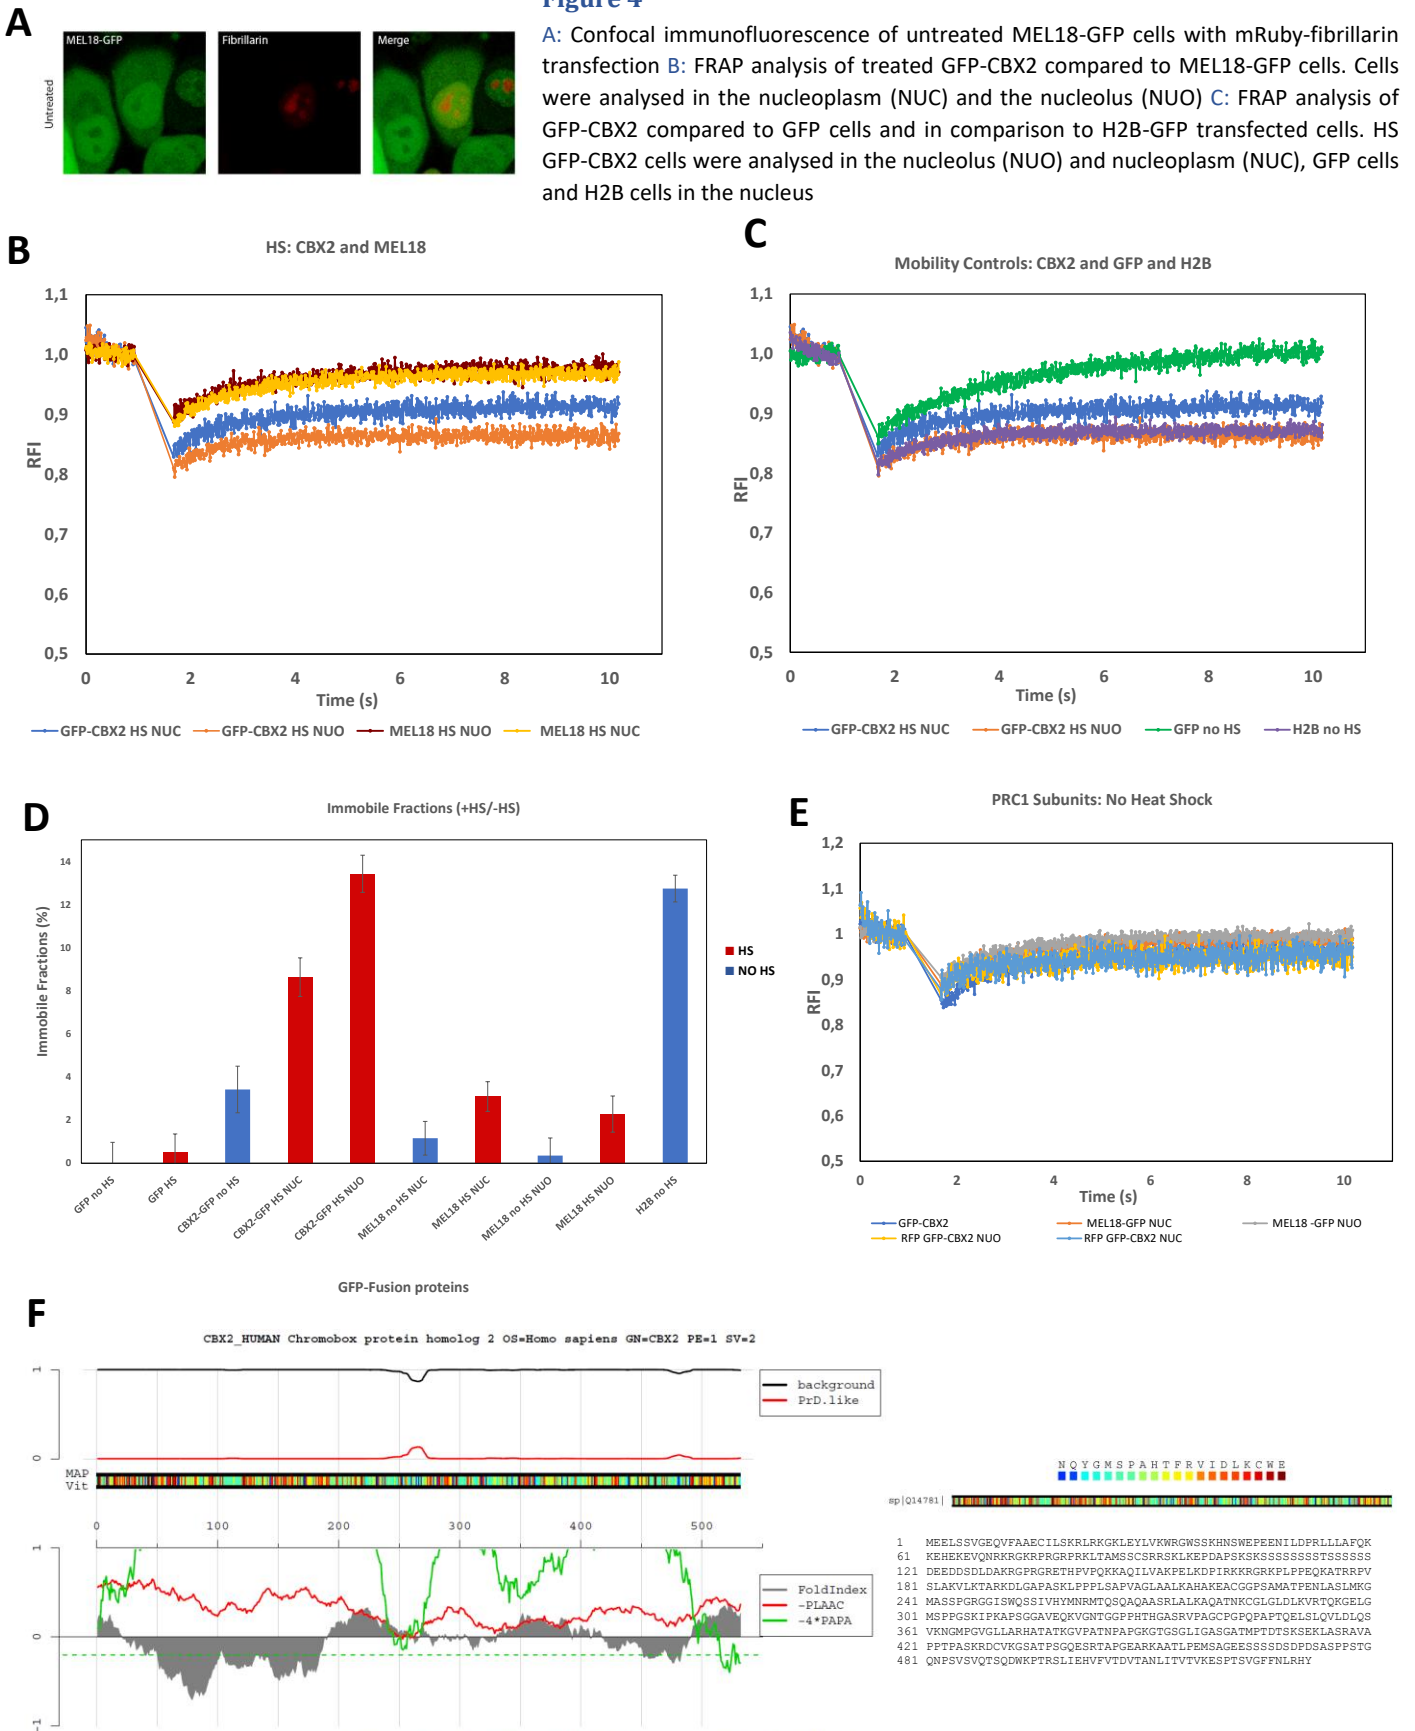 Figure 4
A
A: Confocal immunofluorescence of untreated MEL18-GFP cells with mRuby-fibrillarin
transfection B: FRAP analysis of treated GFP-CBX2 compared to MEL18-GFP cells. Cells
were analysed in the nucleoplasm (NUC) and the nucleolus (NUO) C: FRAP analysis of
GFP-CBX2 compared to GFP cells and in comparison to H2B-GFP transfected cells. HS
GFP-CBX2 cells were analysed in the nucleolus (NUO) and nucleoplasm (NUC), GFP cells
and H2B cells in the nucleus
MEL18-GFP
Fibrillarin
Merge
Untreated
B
HS: CBX2 and MEL18
1,1
1,0
0,9
0,8
0,7
0,6
0,5
RFI
0 2 4 6 8 10
Time (s)
GFP-CBX2 HS NUC GFP-CBX2 HS NUO MEL18 HS NUO MEL18 HS NUC
C
Mobility Controls: CBX2 and GFP and H2B
1,1
1,0
0,9
0,8
0,7
0,6
0,5
RFI
0 2 4 6 8 10
Time (s)
GFP-CBX2 HS NUC GFP-CBX2 HS NUO GFP no HS H2B no HS
D
Immobile Fractions (+HS/-HS)
14
12
10
8
6
4
2
0
Immobile Fractions (%)
HS
NO HS
GFP no HS
GFP HS
CBX2-GFP no HS
CBX2-GFP HS NUC
CBX2-GFP HS NUO
MEL18 no HS NUC
MEL18 HS NUC
MEL18 no HS NUO
MEL18 HS NUO
H2B no HS
GFP-Fusion proteins
E
PRC1 Subunits: No Heat Shock
1,2
1,1
1
0,9
0,8
0,7
0,6
0,5
RFI
0 2 4 6 8 10
Time (s)
GFP-CBX2 MEL18-GFP NUC MEL18 -GFP NUO
RFP GFP-CBX2 NUO RFP GFP-CBX2 NUC
F
CBX2_HUMAN Chromobox protein homolog 2 OS=Homo sapiens GN=CBX2 PE=1 SV=2
1
0
background
PrD.like
MAP
Vit
0 100 200 300 400 500
1
0
-1
FoldIndex
-PLAAC
-4*PAPA
N Q Y G M S P A H T F R V I D L K C W E
sp|Q14781|
1 MEELSSVGEQVFAAECILSKRLRKGKLEYLVKWRGWSSKHNSWEPEENILDPRLLLAFQK
61 KEHEKEVQNRKRGKRPRGRPRKLTAMSSCSRRSKLKEPDAPSKSKSSSSSSSSTSSSSSS
121 DEEDDSDLDAKRGPRGRETHPVPQKKAQILVAKPELKDPIRKKRGRKPLPPEQKATRRPV
181 SLAKVLKTARKDLGAPASKLPPPLSAPVAGLAALKAHAKEACGGPSAMATPENLASLMKG
241 MASSPGRGGISWQSSIVHYMNRMTQSQAQAASRLALKAQATNKCGLGLDLKVRTQKGELG
301 MSPPGSKIPKAPSGGAVEQKVGNTGGPPHTHGASRVPAGCPGPQPAPTQELSLQVLDLQS
361 VKNGMPGVGLLARHATATKGVPATNPAPGKGTGSGLIGASGATMPTDTSKSEKLASRAVA
421 PPTPASKRDCVKGSATPSGQESRTAPGEARKAATLPEMSAGEESSSSDSDPDSASPPSTG
481 QNPSVSVQTSQDWKPTRSLIEHVFVTDVTANLITVTVKESPTSVGFFNLRHY